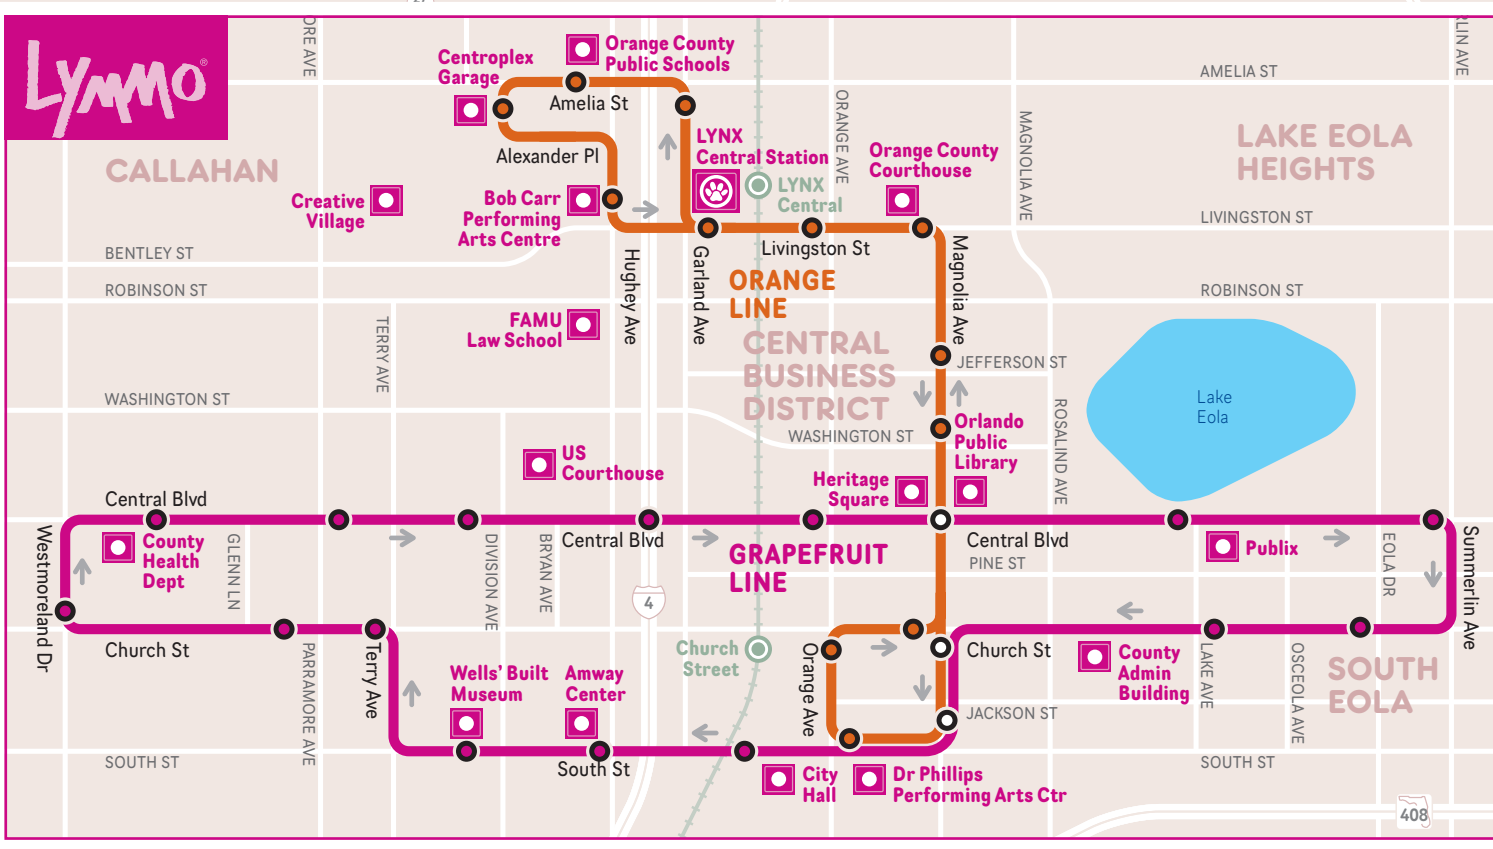 LYMMO®
ORE AVE
Centroplex
Garage
Orange County
Public Schools
Amelia St
AMELIA ST
RLIN AVE
ORANGE AVE
MAGNOLIA AVE
LAKE EOLA
HEIGHTS
CALLAHAN
Alexander Pl
LYNX
Central Station
LYNX
Central
Orange County
Courthouse
Creative
Village
Bob Carr
Performing
Arts Centre
LIVINGSTON ST
BENTLEY ST
Hughey Ave
Garland Ave
Livingston St
Magnolia Ave
ORANGE
LINE
ROBINSON ST
ROBINSON ST
FAMU
Law School
TERRY AVE
CENTRAL
BUSINESS
DISTRICT
JEFFERSON ST
Lake
Eola
WASHINGTON ST
WASHINGTON ST
ROSALIND AVE
Orlando
Public
Library
US
Courthouse
Heritage
Square
Central Blvd
Central Blvd
Central Blvd
Westmoreland Dr
County
Health
Dept
GLENN LN
DIVISION AVE
BRYAN AVE
GRAPEFRUIT
LINE
PINE ST
Publix
EOLA DR
Summerlin Ave
4
Church St
PARRAMORE AVE
Terry Ave
Wells' Built
Museum
Amway
Center
Church
Street
Orange Ave
Church St
County
Admin
Building
LAKE AVE
OSCEOLA AVE
SOUTH
EOLA
JACKSON ST
SOUTH ST
South St
SOUTH ST
City
Hall
Dr Phillips
Performing Arts Ctr
408